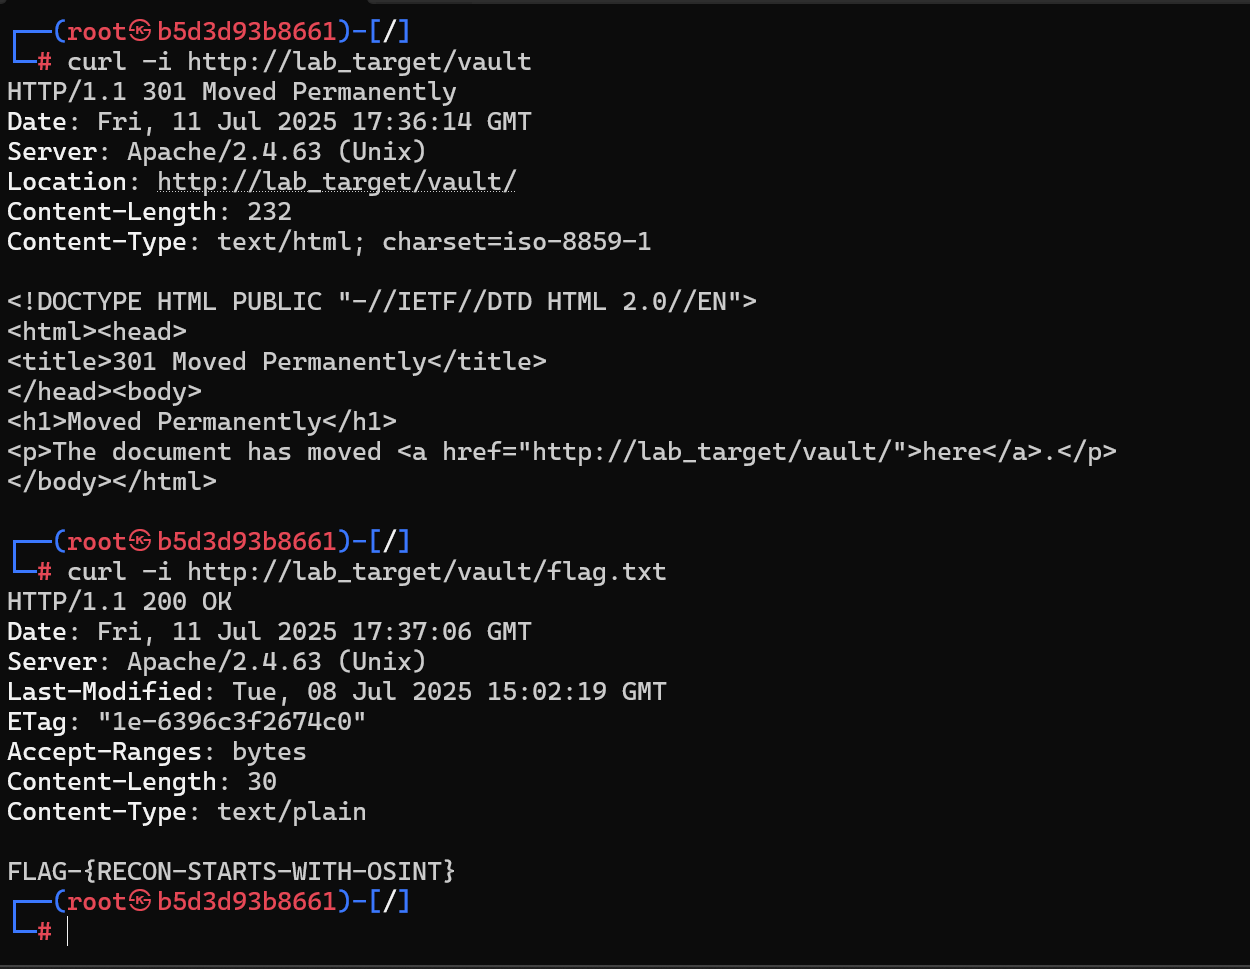 ┌──(root㉿b5d3d93b8661)-[/]
└─# curl -i http://lab_target/vault
HTTP/1.1 301 Moved Permanently
Date: Fri, 11 Jul 2025 17:36:14 GMT
Server: Apache/2.4.63 (Unix)
Location: http://lab_target/vault/
Content-Length: 232
Content-Type: text/html; charset=iso-8859-1

<!DOCTYPE HTML PUBLIC "-//IETF//DTD HTML 2.0//EN">
<html><head>
<title>301 Moved Permanently</title>
</head><body>
<h1>Moved Permanently</h1>
<p>The document has moved <a href="http://lab_target/vault/">here</a>.</p>
</body></html>

┌──(root㉿b5d3d93b8661)-[/]
└─# curl -i http://lab_target/vault/flag.txt
HTTP/1.1 200 OK
Date: Fri, 11 Jul 2025 17:37:06 GMT
Server: Apache/2.4.63 (Unix)
Last-Modified: Tue, 08 Jul 2025 15:02:19 GMT
ETag: "1e-6396c3f2674c0"
Accept-Ranges: bytes
Content-Length: 30
Content-Type: text/plain

FLAG-{RECON-STARTS-WITH-OSINT}
┌──(root㉿b5d3d93b8661)-[/]
└─#